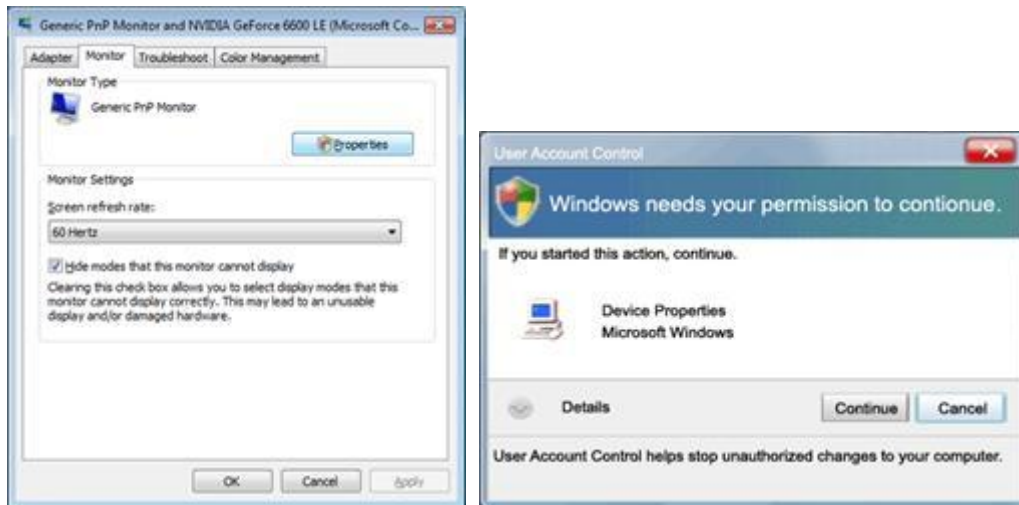 Generic PnP Monitor and NVIDIA GeForce 6600 LE (Microsoft Co...
Adapter Monitor Troubleshoot Color Management
Monitor Type
Generic PnP Monitor
Properties
Monitor Settings
Screen refresh rate:
60 Hertz
Hide modes that this monitor cannot display
Clearing this check box allows you to select display modes that this
monitor cannot display correctly. This may lead to an unusable
display and/or damaged hardware.
OK Cancel Apply
User Account Control
Windows needs your permission to contionue.
If you started this action, continue.
Device Properties
Microsoft Windows
Details Continue Cancel
User Account Control helps stop unauthorized changes to your computer.